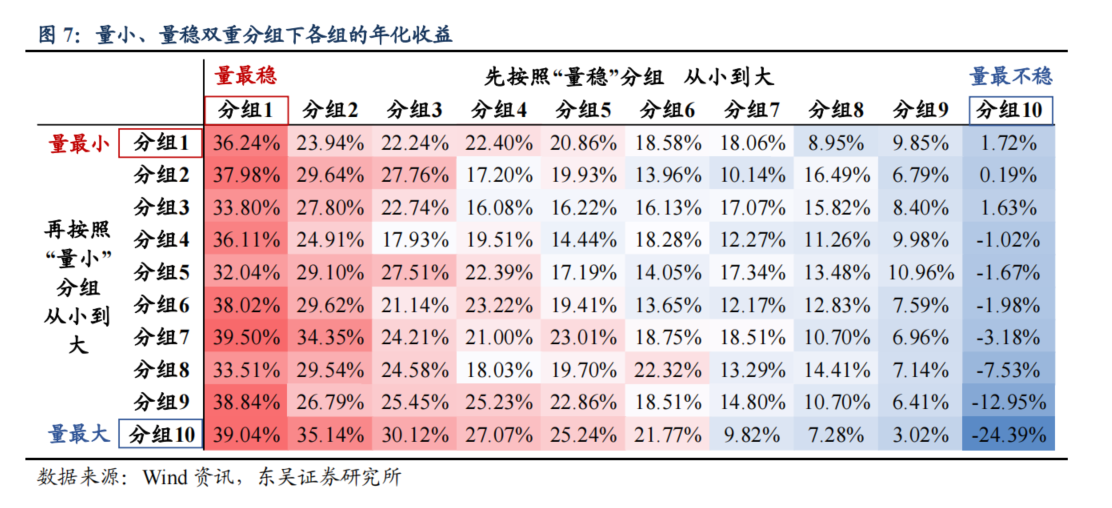 图 7：量小、量稳双重分组下各组的年化收益
量最稳 先按照“量稳”分组 从小到大 量最不稳
分组1 分组2 分组3 分组4 分组5 分组6 分组7 分组8 分组9 分组10
量最小 分组1 36.24% 23.94% 22.24% 22.40% 20.86% 18.58% 18.06% 8.95% 9.85% 1.72%
分组2 37.98% 29.64% 27.76% 17.20% 19.93% 13.96% 10.14% 16.49% 6.79% 0.19%
分组3 33.80% 27.80% 22.74% 16.08% 16.22% 16.13% 17.07% 15.82% 8.40% 1.63%
再按照 分组4 36.11% 24.91% 17.93% 19.51% 14.44% 18.28% 12.27% 11.26% 9.98% -1.02%
“量小” 分组5 32.04% 29.10% 27.51% 22.39% 17.19% 14.05% 17.34% 13.48% 10.96% -1.67%
分组 分组6 38.02% 29.62% 21.14% 23.22% 19.41% 13.65% 12.17% 12.83% 7.59% -1.98%
从小到 分组7 39.50% 34.35% 24.21% 21.00% 23.01% 18.75% 18.51% 10.70% 6.96% -3.18%
大 分组8 33.51% 29.54% 24.58% 18.03% 19.70% 22.32% 13.29% 14.41% 7.14% -7.53%
分组9 38.84% 26.79% 25.45% 25.23% 22.86% 18.51% 14.80% 10.70% 6.41% -12.95%
量最大 分组10 39.04% 35.14% 30.12% 27.07% 25.24% 21.77% 9.82% 7.28% 3.02% -24.39%
数据来源：Wind 资讯，东吴证券研究所